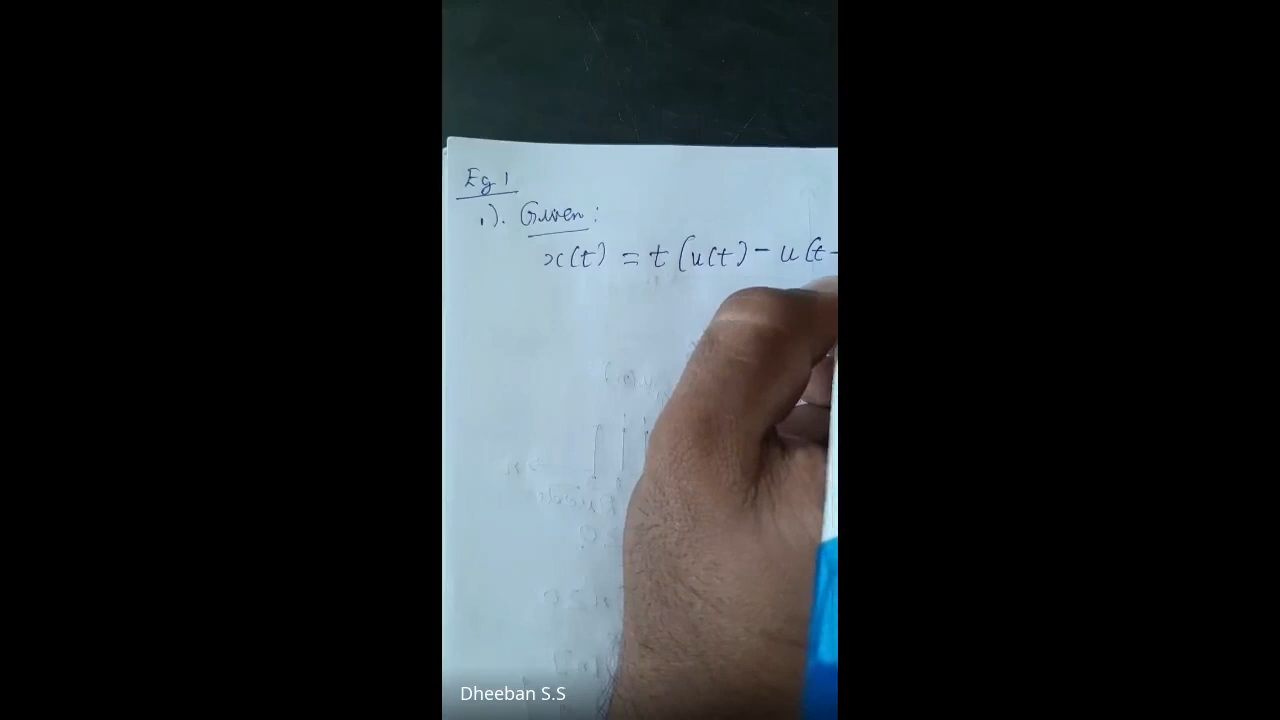 Eg 1
1). Given:
x(t) = t (u(t) - u(t -
Dheeban S.S